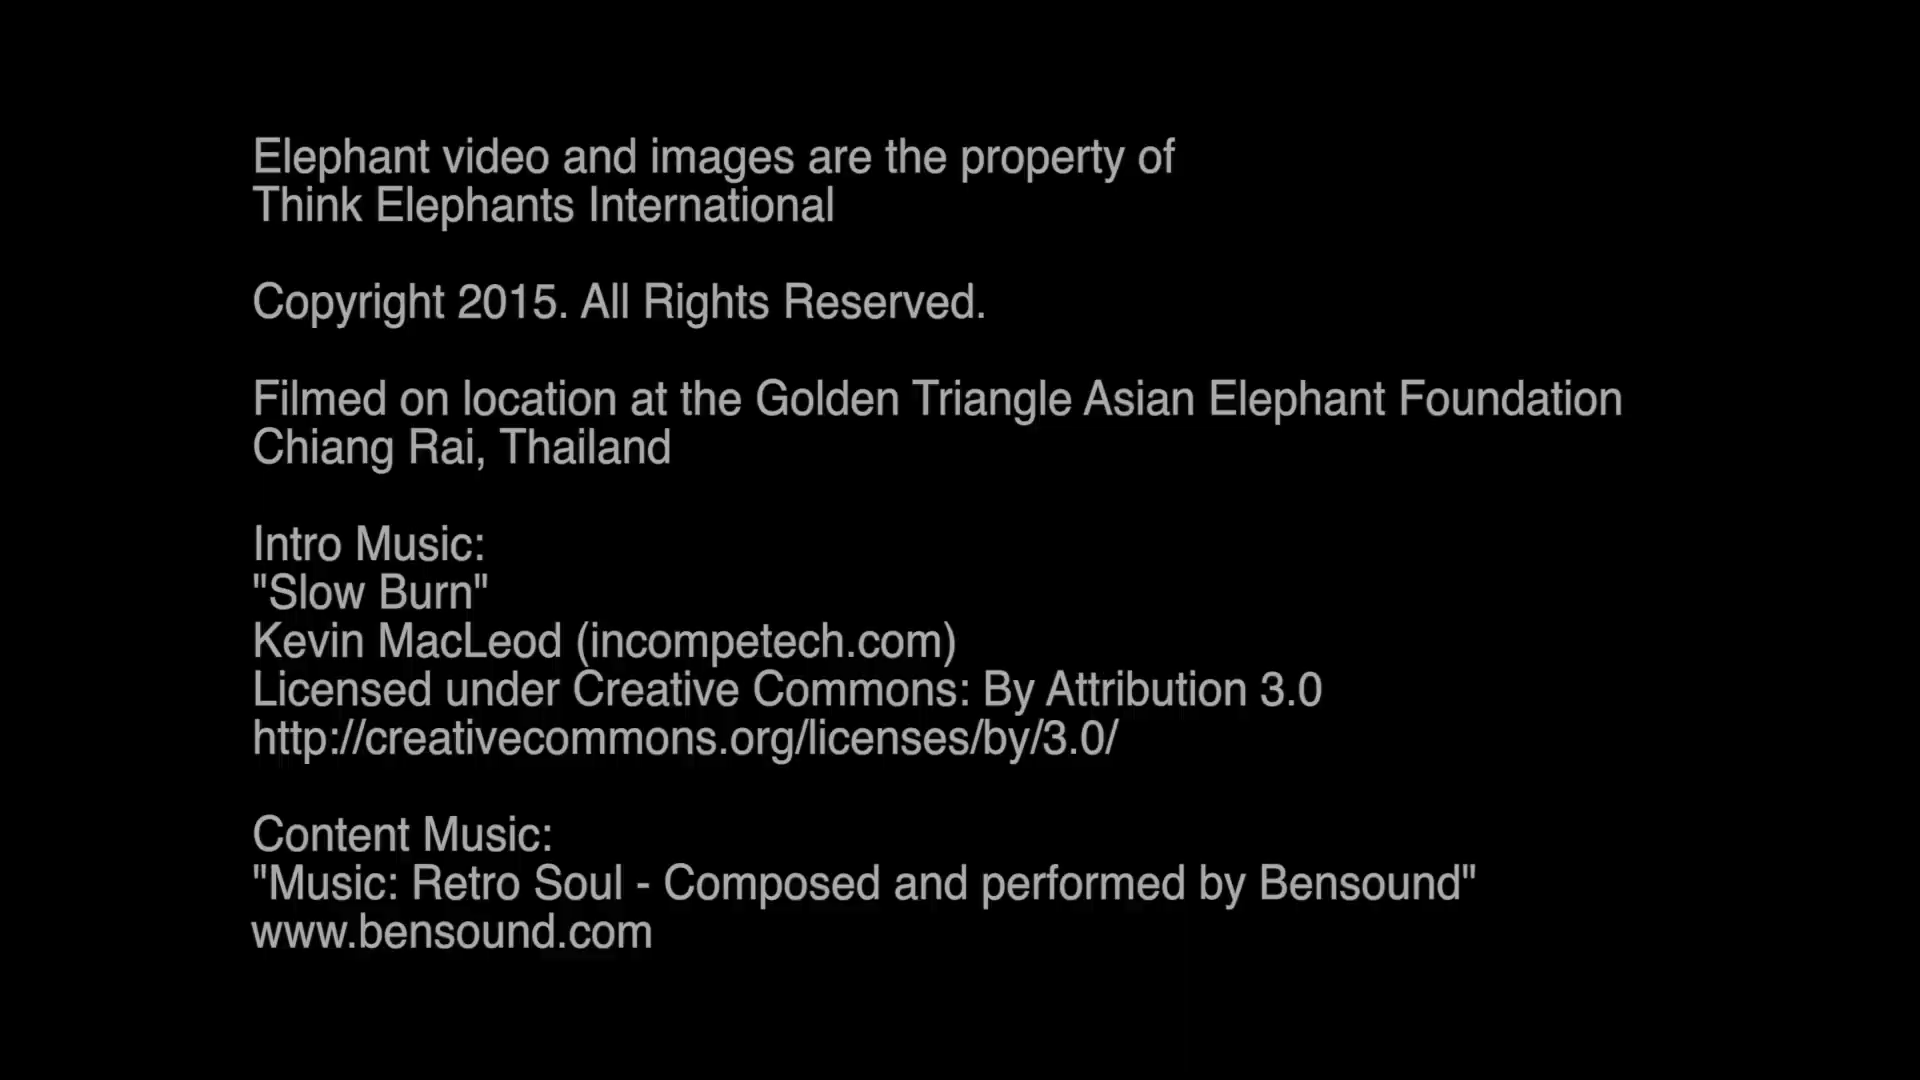 Elephant video and images are the property of
Think Elephants International
Copyright 2015. All Rights Reserved.
Filmed on location at the Golden Triangle Asian Elephant Foundation
Chiang Rai, Thailand
Intro Music:
"Slow Burn"
Kevin MacLeod (incompetech.com)
Licensed under Creative Commons: By Attribution 3.0
http://creativecommons.org/licenses/by/3.0/
Content Music:
"Music: Retro Soul - Composed and performed by Bensound"
www.bensound.com